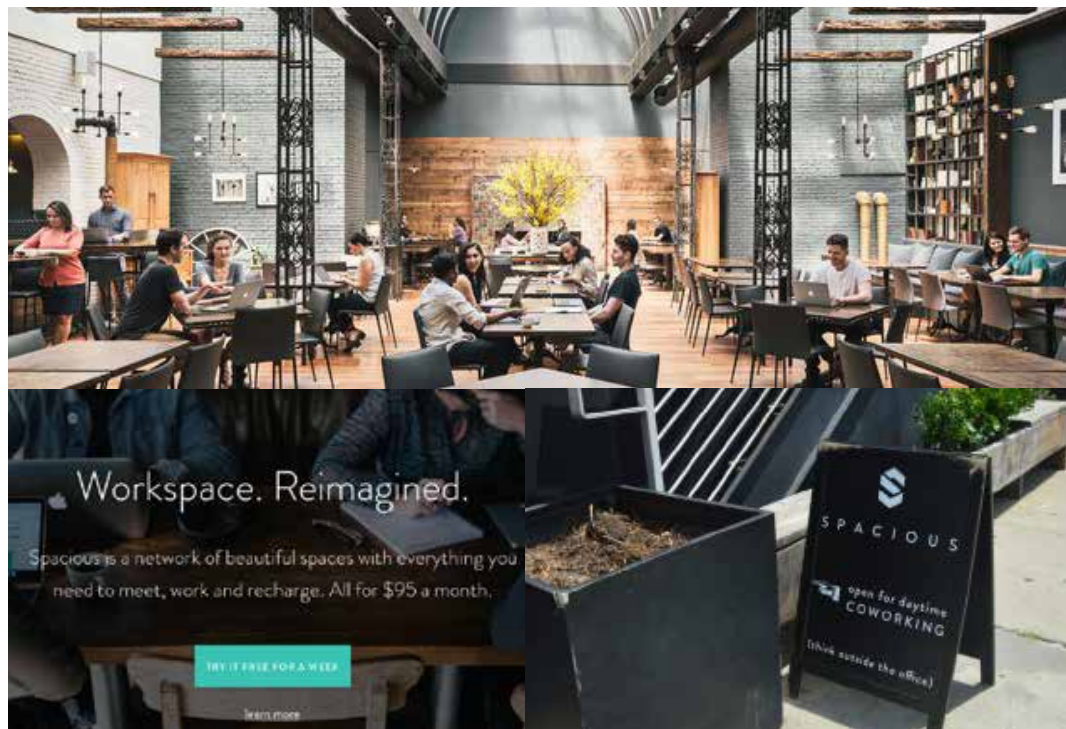 Workspace. Reimagined.
Spacious is a network of beautiful spaces with everything you
need to meet, work and recharge. All for $95 a month.
TRY IT FREE FOR A WEEK
learn more
SPACIOUS
open for daytime
COWORKING
(think outside the office)